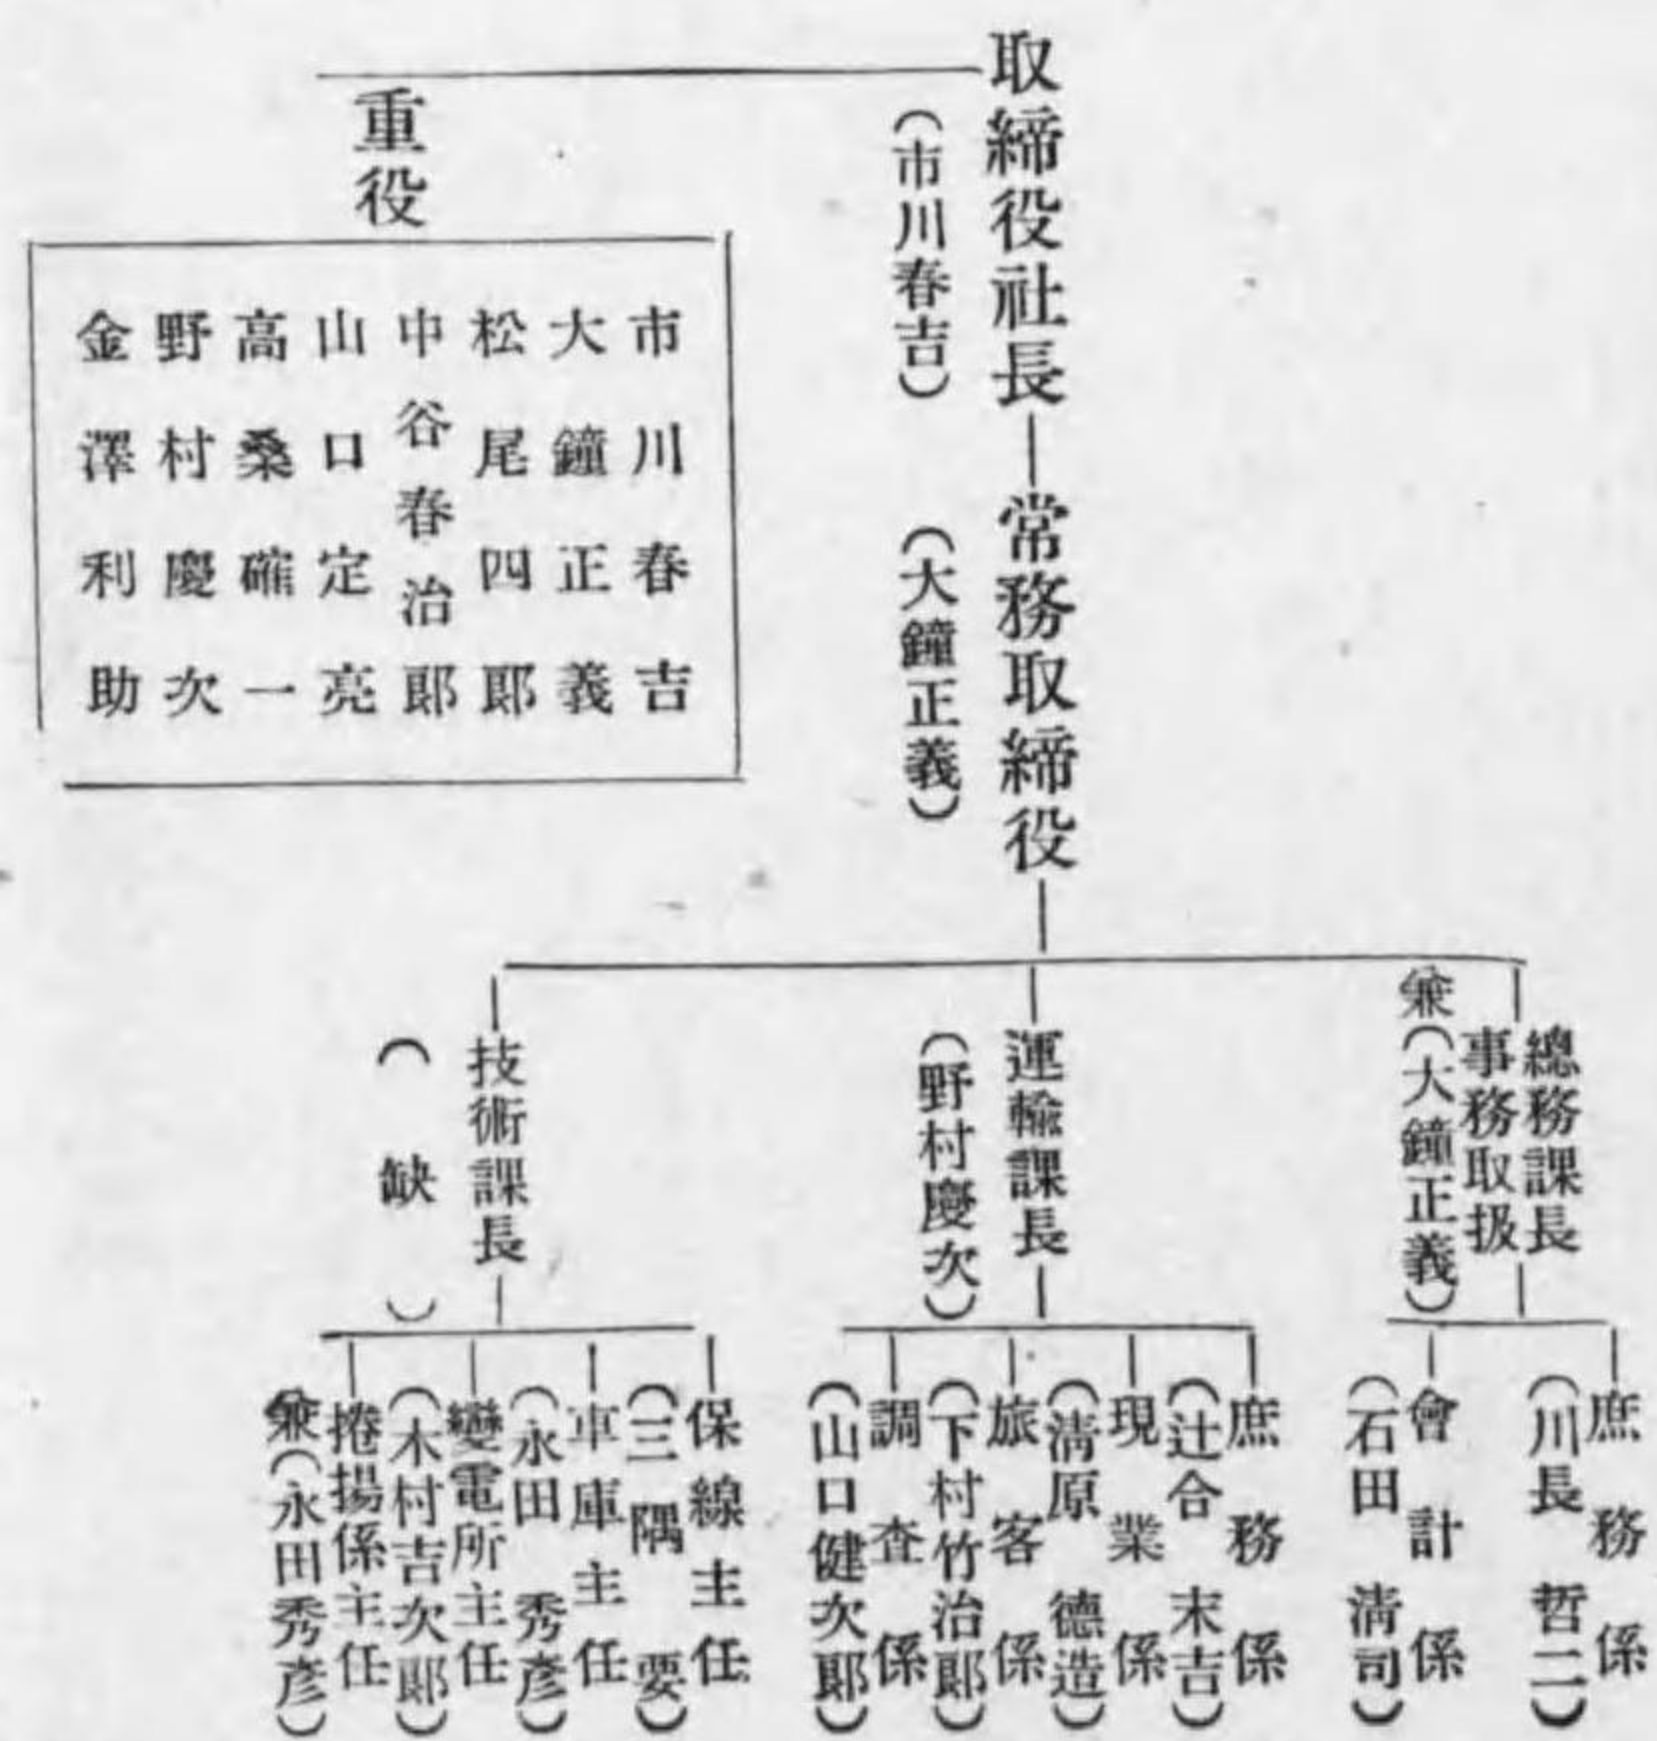 取締役社長
(市川春吉)
常務取締役
(大鐘正義)
重役
市川春吉
大鐘正義
松尾四郎
中谷春治郎
山口定亮
高桑確一
野村慶次
金澤利助
總務課長
事務取扱
兼(大鐘正義)
庶務係
(川長哲二)
會計係
(石田淸司)
運輸課長
(野村慶次)
庶務係
(辻合末吉)
現業係
(淸原德造)
旅客係
(下村竹治郎)
調査係
(山口健次郎)
技術課長
(缺)
保線主任
(三隅要)
車庫主任
(永田秀彦)
變電所主任
(木村吉次郎)
捲揚係主任
兼(永田秀彦)